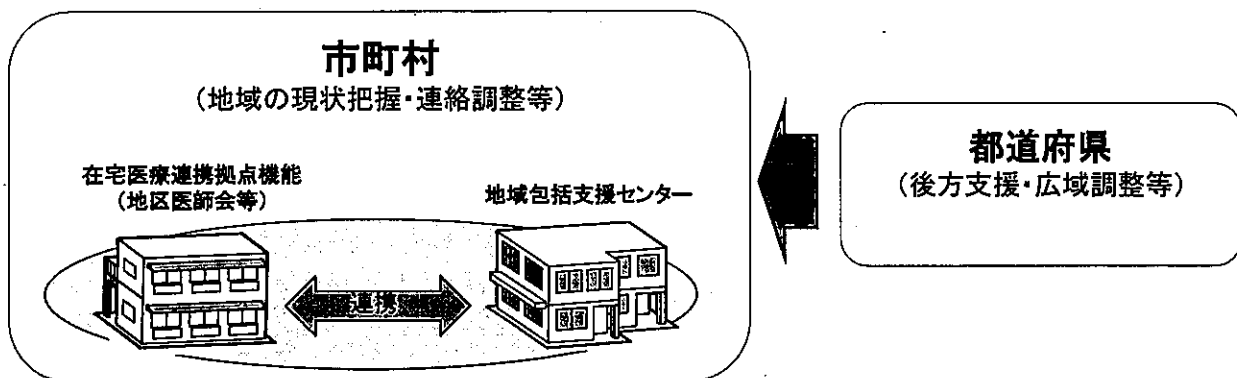 市町村
(地域の現状把握・連絡調整等)
在宅医療連携拠点機能
(地区医師会等)
地域包括支援センター
連携
都道府県
(後方支援・広域調整等)